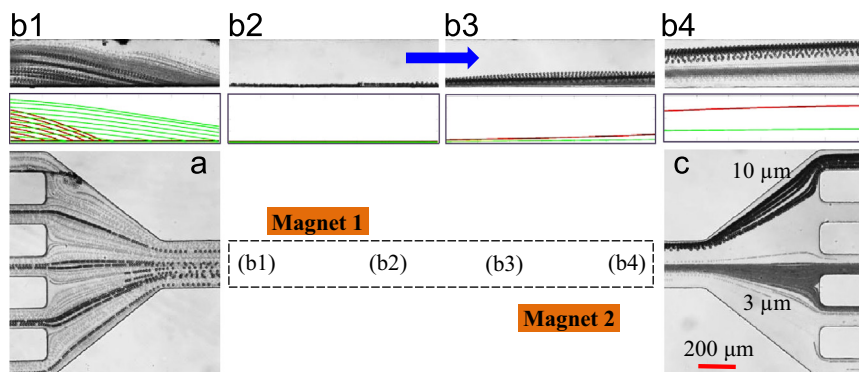 b1 b2 b3 b4
a c
10 μm
Magnet 1
(b1) (b2) (b3) (b4)
3 μm
Magnet 2
200 μm